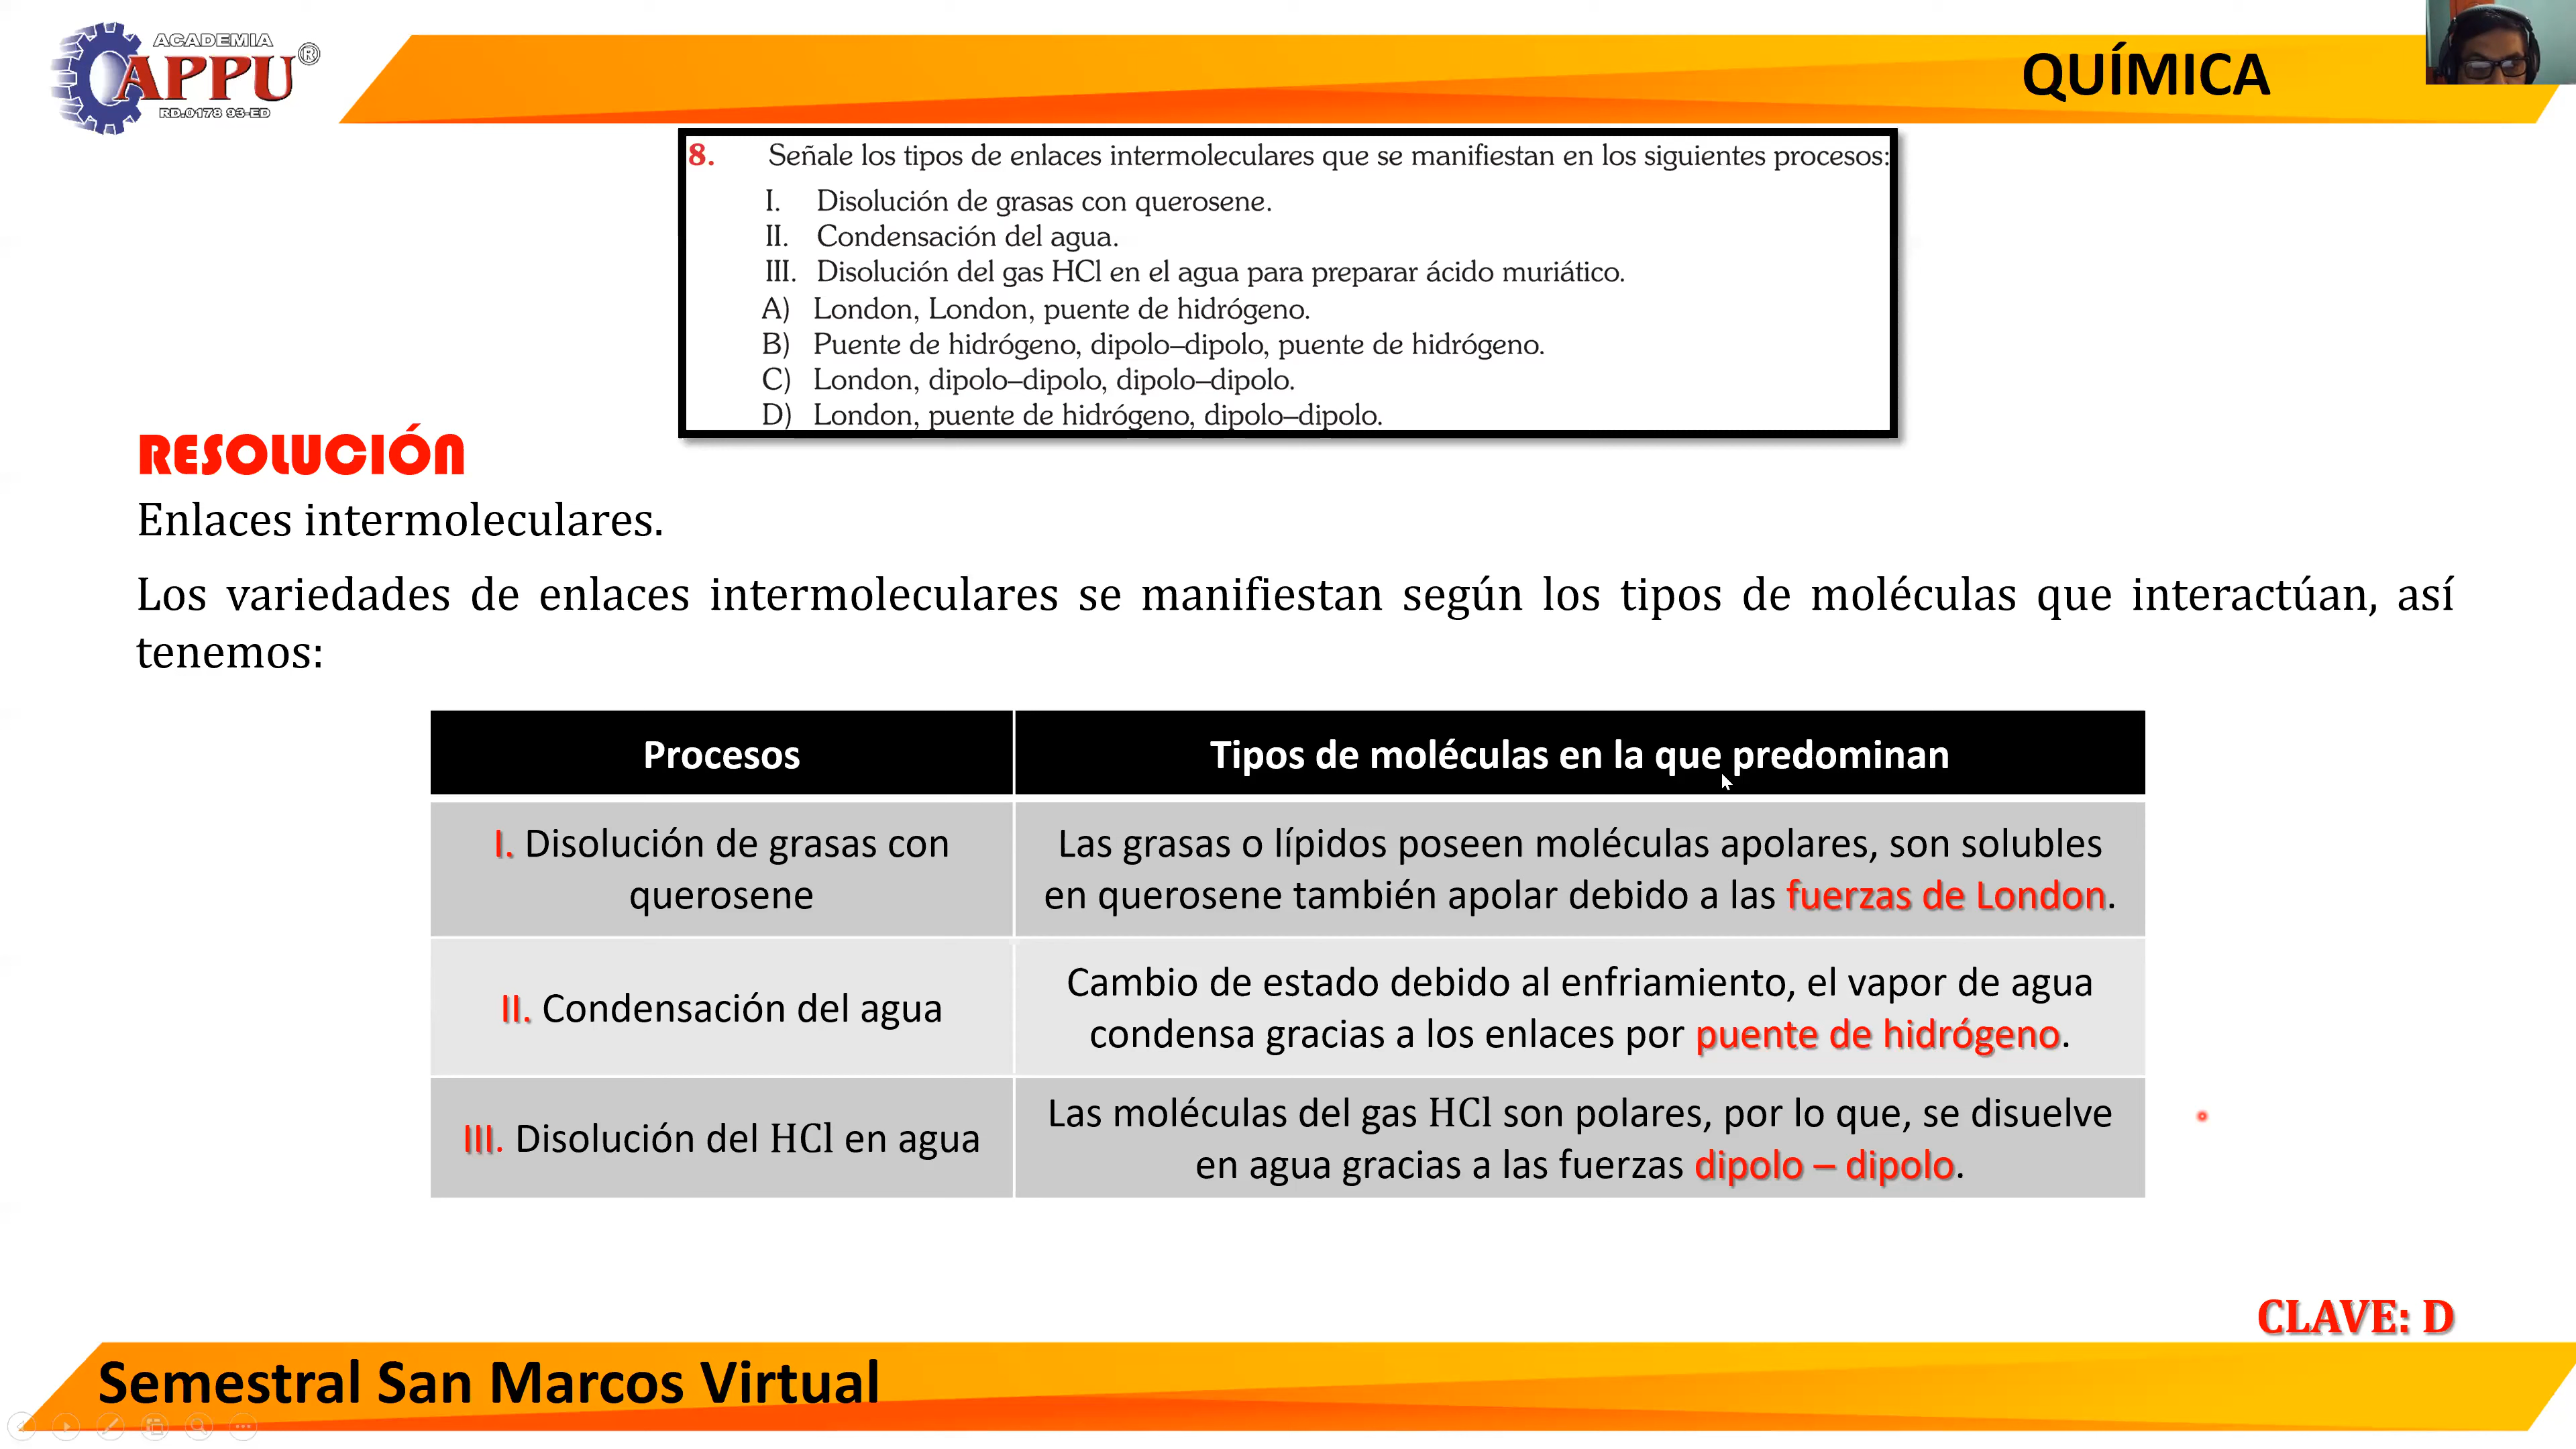 ACADEMIA
APPU®
RD.0178 93-ED
QUÍMICA
8. Señale los tipos de enlaces intermoleculares que se manifiestan en los siguientes procesos:
I. Disolución de grasas con querosene.
II. Condensación del agua.
III. Disolución del gas HCl en el agua para preparar ácido muriático.
A) London, London, puente de hidrógeno.
B) Puente de hidrógeno, dipolo–dipolo, puente de hidrógeno.
C) London, dipolo–dipolo, dipolo–dipolo.
D) London, puente de hidrógeno, dipolo–dipolo.
RESOLUCIÓN
Enlaces intermoleculares.
Los variedades de enlaces intermoleculares se manifiestan según los tipos de moléculas que interactúan, así
tenemos:
Procesos
Tipos de moléculas en la que predominan
I. Disolución de grasas con
querosene
Las grasas o lípidos poseen moléculas apolares, son solubles
en querosene también apolar debido a las fuerzas de London.
II. Condensación del agua
Cambio de estado debido al enfriamiento, el vapor de agua
condensa gracias a los enlaces por puente de hidrógeno.
III. Disolución del HCl en agua
Las moléculas del gas HCl son polares, por lo que, se disuelve
en agua gracias a las fuerzas dipolo – dipolo.
CLAVE: D
Semestral San Marcos Virtual